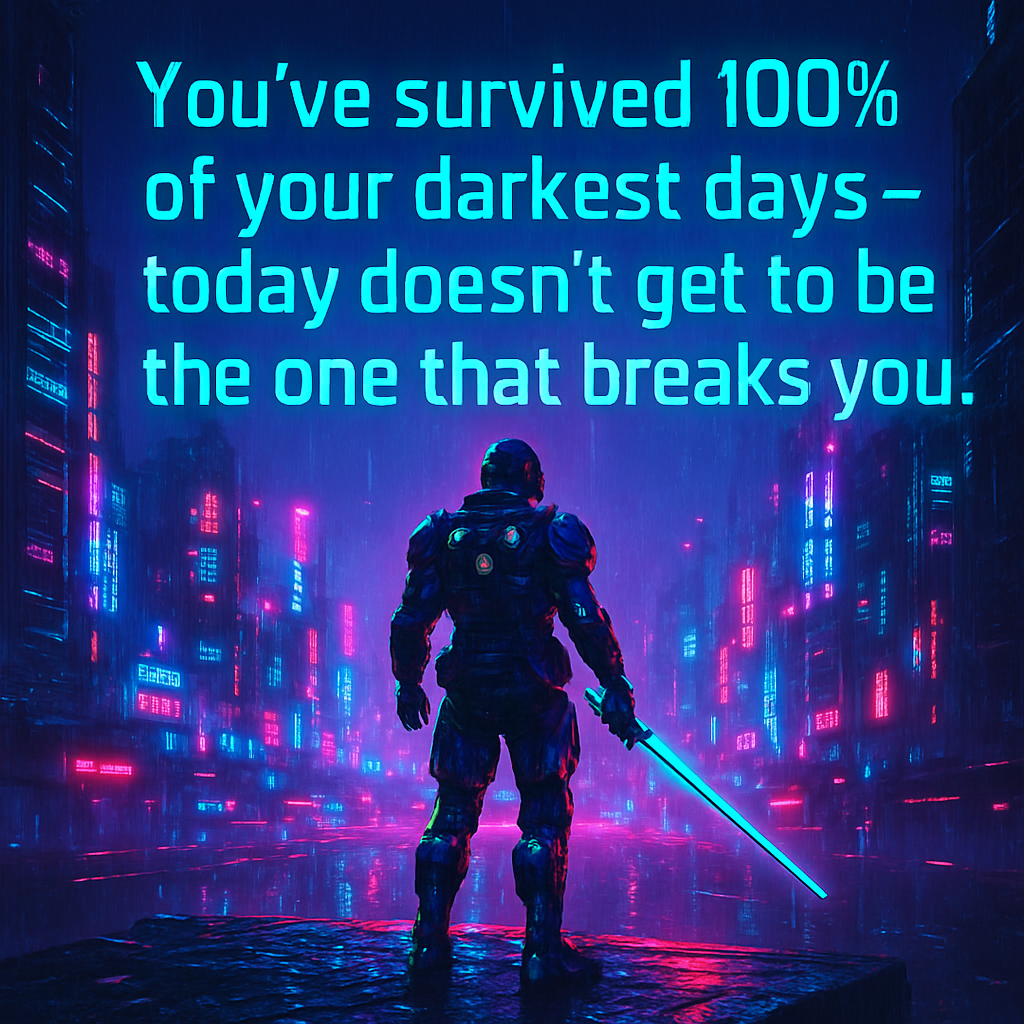 You've survived 100%
of your darkest days –
today doesn't get to be
the one that breaks you.